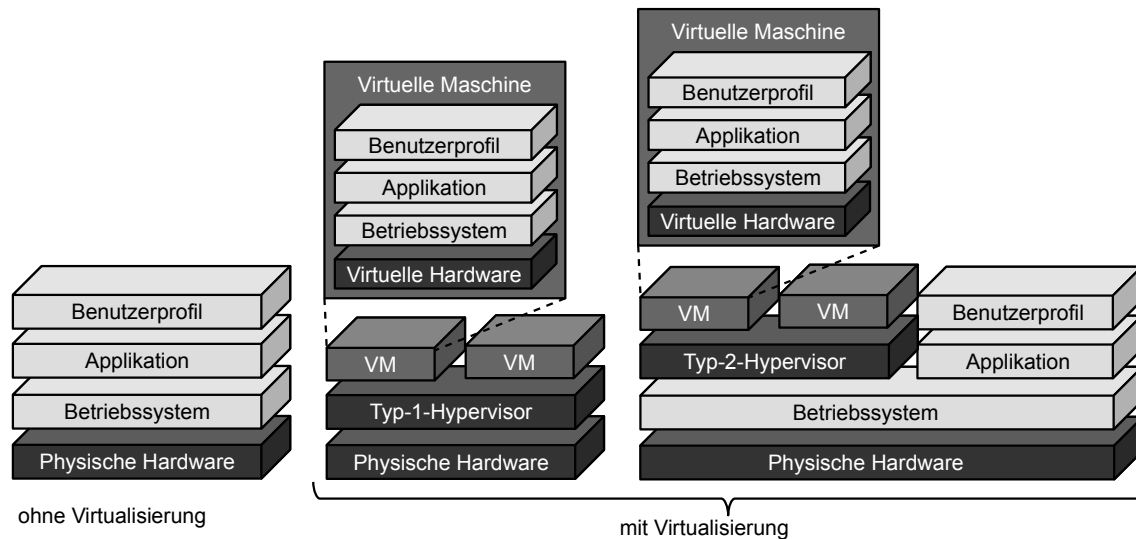 Virtuelle Maschine
Benutzerprofil
Applikation
Betriebssystem
Virtuelle Hardware
Virtuelle Maschine
Benutzerprofil
Applikation
Betriebssystem
Virtuelle Hardware
Benutzerprofil
Applikation
Betriebssystem
Physische Hardware
VM
VM
Typ-1-Hypervisor
Physische Hardware
VM
VM
Benutzerprofil
Typ-2-Hypervisor
Applikation
Betriebssystem
Physische Hardware
ohne Virtualisierung
mit Virtualisierung